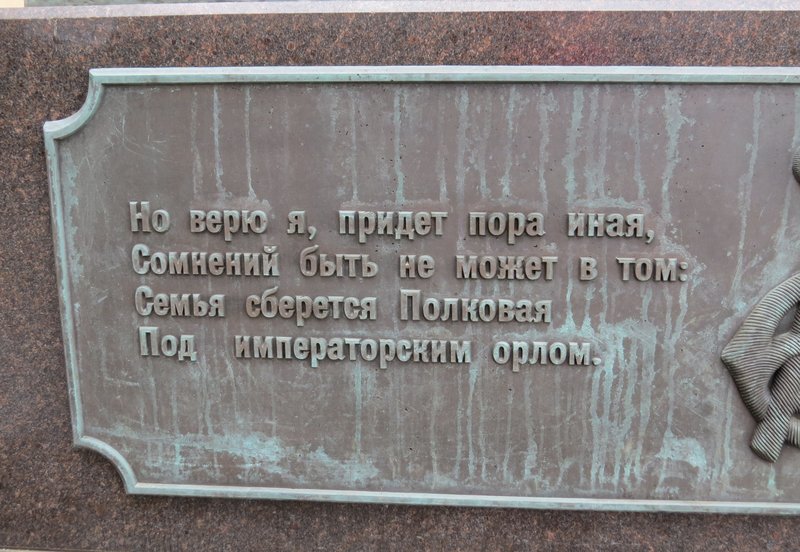 Но верю я, придет пора иная,
Сомнений быть не может в том:
Семья сберется Полковая
Под императорским орлом.